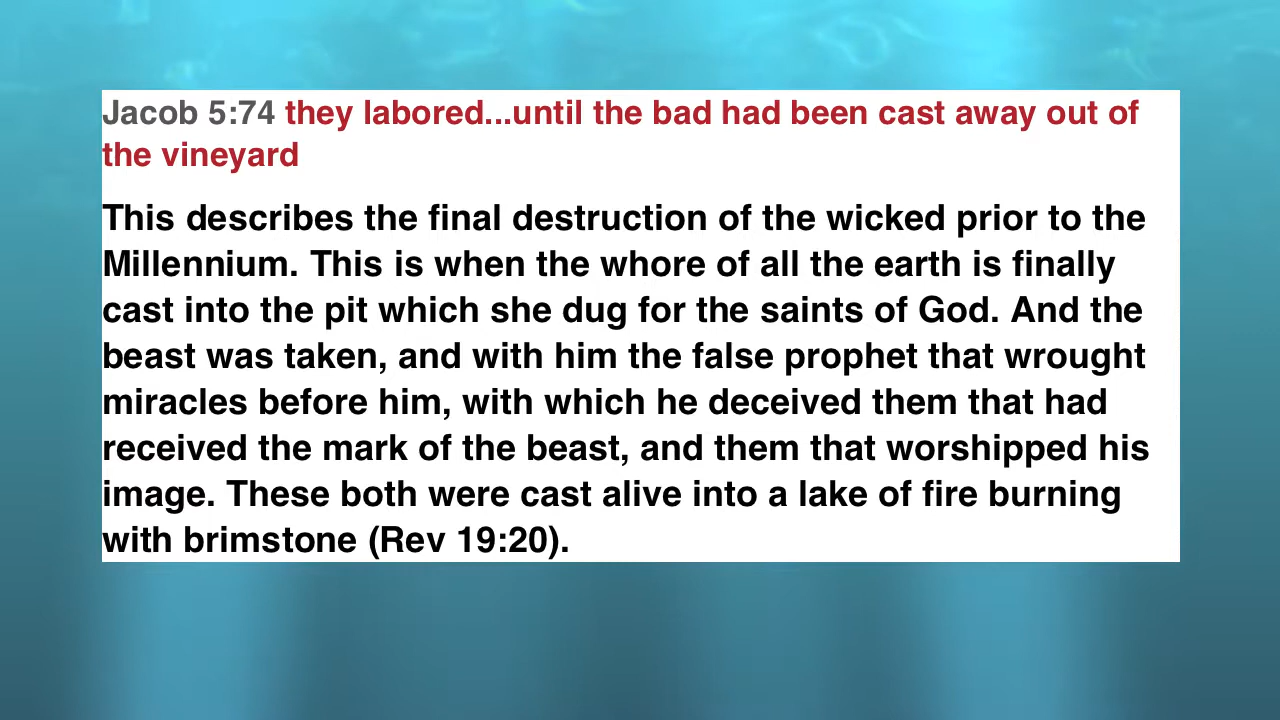 Jacob 5:74 they labored...until the bad had been cast away out of
the vineyard
This describes the final destruction of the wicked prior to the
Millennium. This is when the whore of all the earth is finally
cast into the pit which she dug for the saints of God. And the
beast was taken, and with him the false prophet that wrought
miracles before him, with which he deceived them that had
received the mark of the beast, and them that worshipped his
image. These both were cast alive into a lake of fire burning
with brimstone (Rev 19:20).